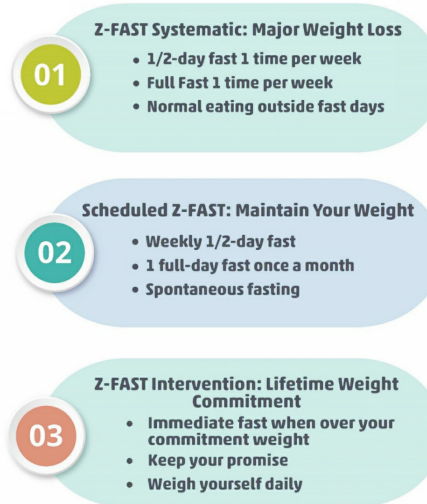 Z-FAST Systematic: Major Weight Loss
01
• 1/2-day fast 1 time per week
• Full Fast 1 time per week
• Normal eating outside fast days
Scheduled Z-FAST: Maintain Your Weight
02
• Weekly 1/2-day fast
• 1 full-day fast once a month
• Spontaneous fasting
Z-FAST Intervention: Lifetime Weight
Commitment
03
• Immediate fast when over your
commitment weight
• Keep your promise
• Weigh yourself daily